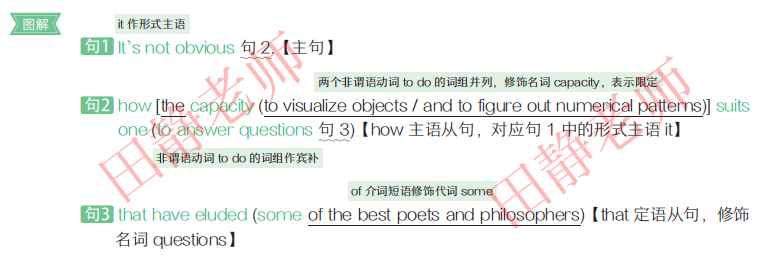 图解
it 作形式主语
句1 It's not obvious 句 2.【主句】
两个非谓语动词 to do 的词组并列，修饰名词 capacity，表示限定
句2 how [the capacity (to visualize objects / and to figure out numerical patterns)] suits
one (to answer questions 句 3)【how 主语从句，对应句 1 中的形式主语 it】
非谓语动词 to do 的词组作宾补
of 介词短语修饰代词 some
句3 that have eluded (some of the best poets and philosophers)【that 定语从句，修饰
名词 questions】
田静老师
田静老师